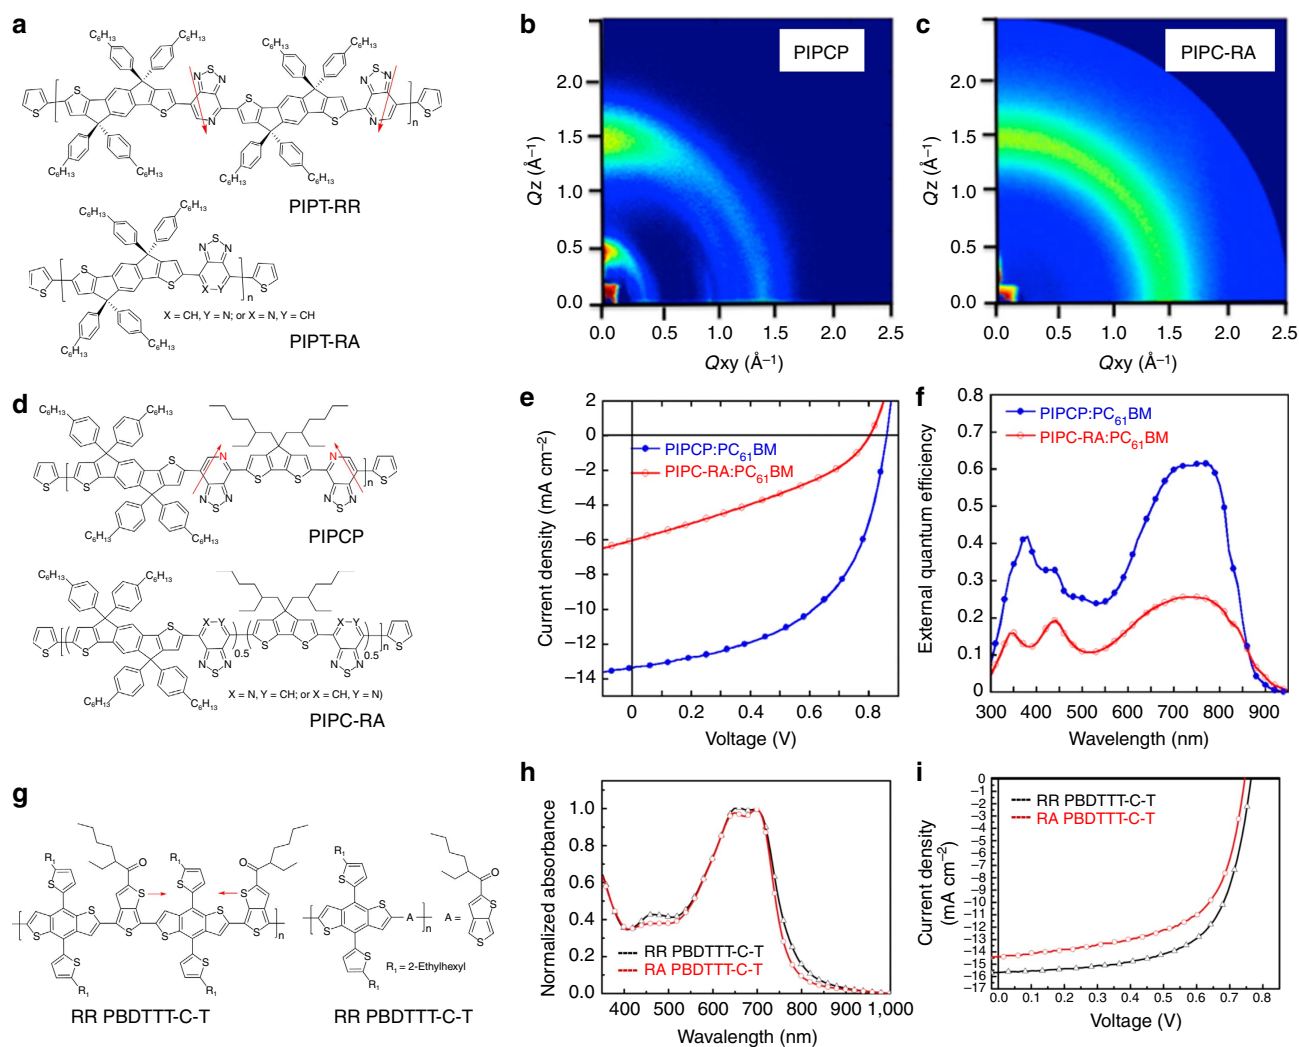 a
C6H13
C6H13
C6H13
C6H13
N
S
N
N
S
N
S
S
S
S
S
S
N
N
n
C6H13
C6H13
C6H13
C6H13
PIPT-RR
C6H13
C6H13
N
S
N
S
S
S
S
X
Y
n
X = CH, Y = N; or X = N, Y = CH
C6H13
C6H13
PIPT-RA
b
PIPCP
2.0
1.5
1.0
0.5
0.0
Qz (Å–1)
0.0
0.5
1.0
1.5
2.0
2.5
Qxy (Å–1)
c
PIPC-RA
2.0
1.5
1.0
0.5
0.0
0.0
0.5
1.0
1.5
2.0
2.5
Qxy (Å–1)
d
C6H13
C6H13
N
N
S
S
S
S
S
S
n
N
N
S
N
N
S
C6H13
C6H13
PIPCP
C6H13
C6H13
X
Y
X
Y
S
S
S
S
S
S
0.5
0.5
n
N
N
S
N
N
S
C6H13
C6H13
X = N, Y = CH; or X = CH, Y = N)
PIPC-RA
e
2
0
–2
–4
–6
–8
–10
–12
–14
Current density (mA cm–2)
PIPCP:PC61BM
PIPC-RA:PC61BM
0
0.2
0.4
0.6
0.8
Voltage (V)
f
0.8
0.7
0.6
0.5
0.4
0.3
0.2
0.1
0
External quantum efficiency
PIPCP:PC61BM
PIPC-RA:PC61BM
300
400
500
600
700
800
900
Wavelength (nm)
g
R1
O
R1
O
S
S
S
S
S
S
S
S
S
S
S
S
n
R1
R1
RR PBDTTT-C-T
R1
S
S
S
A
n
S
R1
R1 = 2-Ethylhexyl
A =
O
S
S
RR PBDTTT-C-T
h
1.0
0.8
0.6
0.4
0.2
0.0
Normalized absorbance
RR PBDTTT-C-T
RA PBDTTT-C-T
400
500
600
700
800
900
1,000
Wavelength (nm)
i
0
–1
–2
–3
–4
–5
–6
–7
–8
–9
–10
–11
–12
–13
–14
–15
–16
–17
Current density
(mA cm–2)
RR PBDTTT-C-T
RA PBDTTT-C-T
0.0
0.1
0.2
0.3
0.4
0.5
0.6
0.7
0.8
Voltage (V)